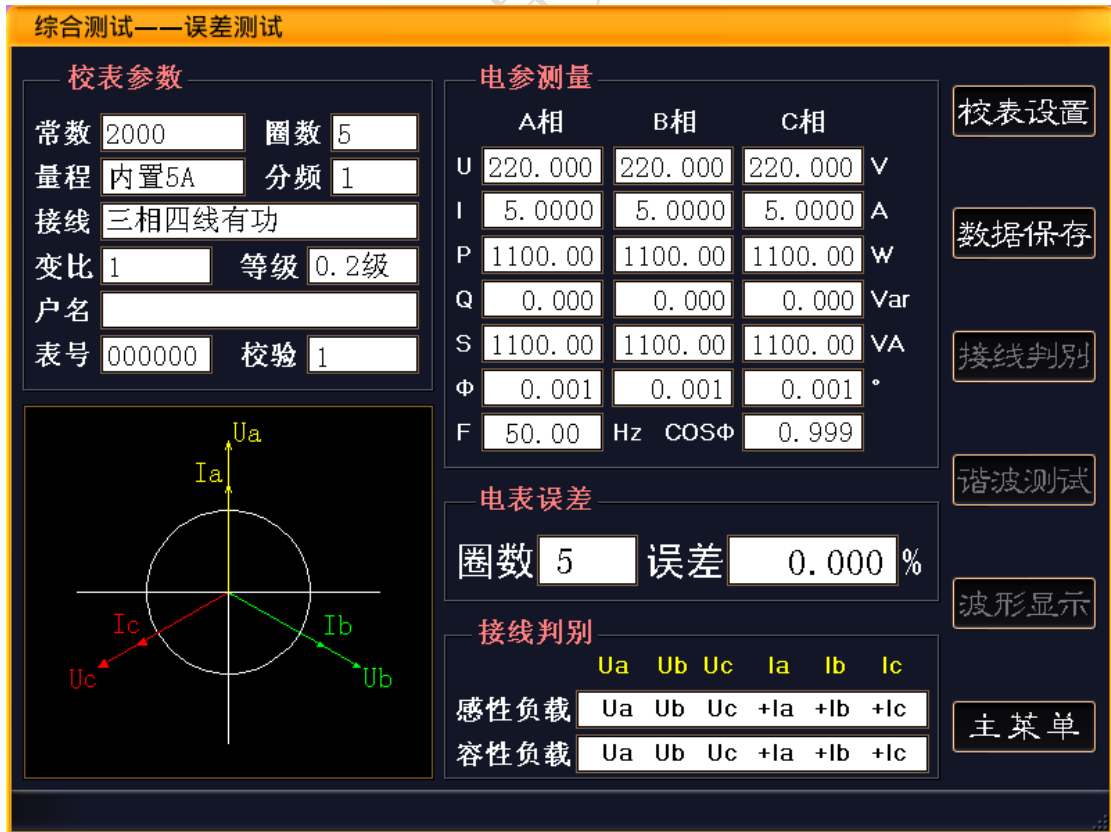 综合测试——误差测试
校表参数
常数 2000 圈数 5
量程 内置5A 分频 1
接线 三相四线有功
变比 1 等级 0.2级
户名
表号 000000 校验 1
Ua
Ia
Ic Ib
Uc Ub
电参测量
A相 B相 C相
U 220.000 220.000 220.000 V
I 5.0000 5.0000 5.0000 A
P 1100.00 1100.00 1100.00 W
Q 0.000 0.000 0.000 Var
S 1100.00 1100.00 1100.00 VA
Φ 0.001 0.001 0.001 °
F 50.00 Hz COSΦ 0.999
电表误差
圈数 5 误差 0.000 %
接线判别
Ua Ub Uc Ia Ib Ic
感性负载 Ua Ub Uc +Ia +Ib +Ic
容性负载 Ua Ub Uc +Ia +Ib +Ic
校表设置
数据保存
接线判别
谐波测试
波形显示
主菜单